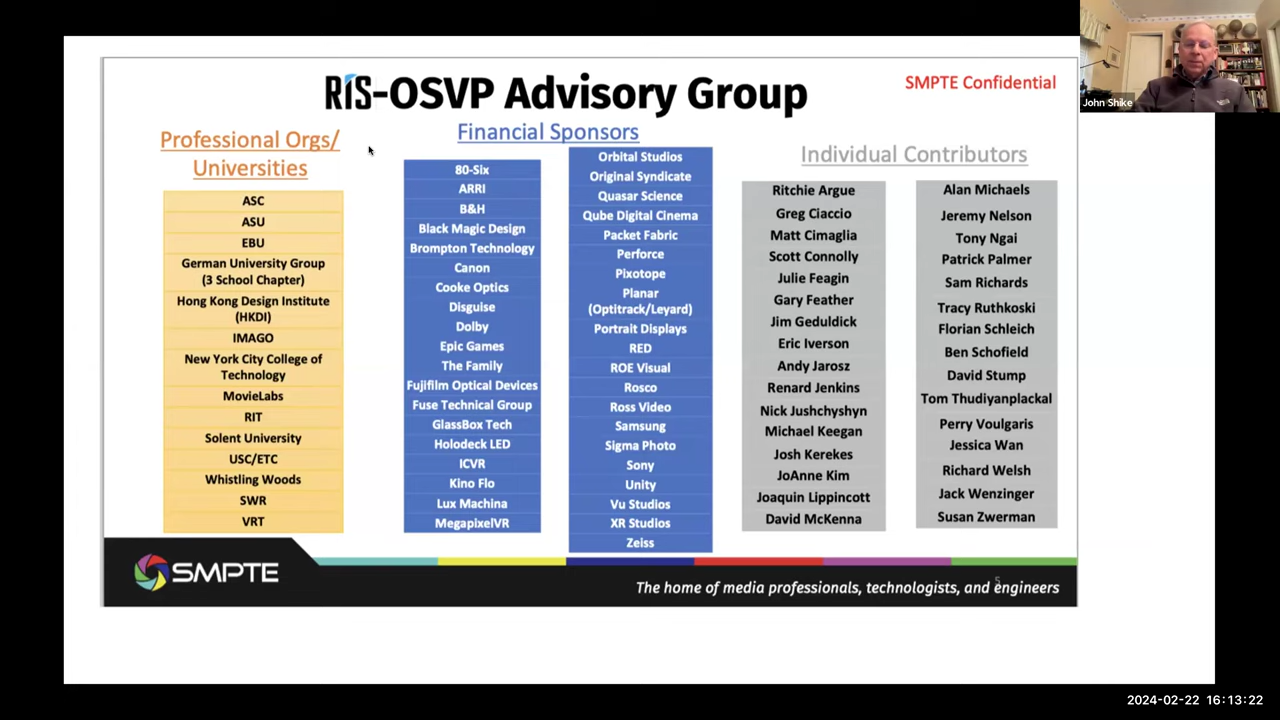 RiS-OSVP Advisory Group
SMPTE Confidential
John Shike
Professional Orgs/
Universities
ASC
ASU
EBU
German University Group
(3 School Chapter)
Hong Kong Design Institute
(HKDI)
IMAGO
New York City College of
Technology
MovieLabs
RIT
Solent University
USC/ETC
Whistling Woods
SWR
VRT
Financial Sponsors
80-Six
ARRI
B&H
Black Magic Design
Brompton Technology
Canon
Cooke Optics
Disguise
Dolby
Epic Games
The Family
Fujifilm Optical Devices
Fuse Technical Group
GlassBox Tech
Holodeck LED
ICVR
Kino Flo
Lux Machina
MegapixelVR
Orbital Studios
Original Syndicate
Quasar Science
Qube Digital Cinema
Packet Fabric
Perforce
Pixotope
Planar
(Optitrack/Leyard)
Portrait Displays
RED
ROE Visual
Rosco
Ross Video
Samsung
Sigma Photo
Sony
Unity
Vu Studios
XR Studios
Zeiss
Individual Contributors
Ritchie Argue
Greg Ciaccio
Matt Cimaglia
Scott Connolly
Julie Feagin
Gary Feather
Jim Geduldick
Eric Iverson
Andy Jarosz
Renard Jenkins
Nick Jushchyshyn
Michael Keegan
Josh Kerekes
JoAnne Kim
Joaquin Lippincott
David McKenna
Alan Michaels
Jeremy Nelson
Tony Ngai
Patrick Palmer
Sam Richards
Tracy Ruthkoski
Florian Schleich
Ben Schofield
David Stump
Tom Thudiyanplackal
Perry Voulgaris
Jessica Wan
Richard Welsh
Jack Wenzinger
Susan Zwerman
SMPTE
5
The home of media professionals, technologists, and engineers
2024-02-22 16:13:22